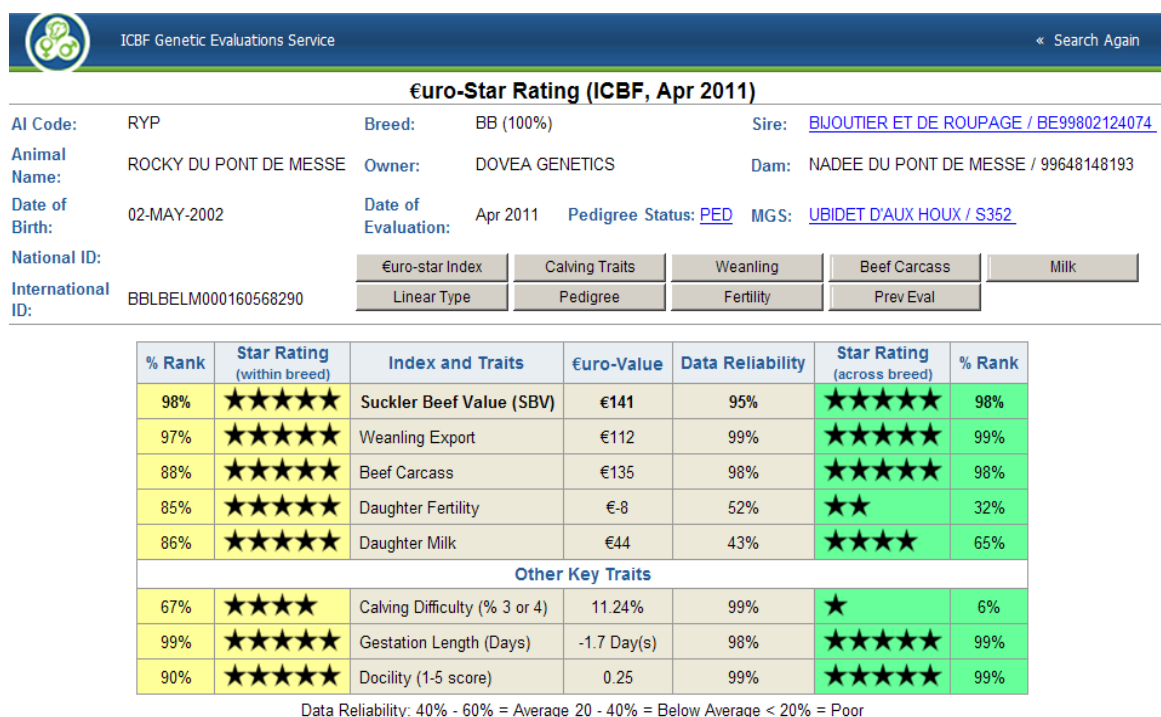 ICBF Genetic Evaluations Service « Search Again
€uro-Star Rating (ICBF, Apr 2011)
AI Code: RYP Breed: BB (100%) Sire: BIJOUTIER ET DE ROUPAGE / BE99802124074
Animal Name: ROCKY DU PONT DE MESSE Owner: DOVEA GENETICS Dam: NADEE DU PONT DE MESSE / 99648148193
Date of Birth: 02-MAY-2002 Date of Evaluation: Apr 2011 Pedigree Status: PED MGS: UBIDET D'AUX HOUX / S352
National ID:
€uro-star Index Calving Traits Weanling Beef Carcass Milk
International ID: BBLBELM000160568290
Linear Type Pedigree Fertility Prev Eval
% Rank Star Rating (within breed) Index and Traits €uro-Value Data Reliability Star Rating (across breed) % Rank
98% ★★★★★ Suckler Beef Value (SBV) €141 95% ★★★★★ 98%
97% ★★★★★ Weanling Export €112 99% ★★★★★ 99%
88% ★★★★★ Beef Carcass €135 98% ★★★★★ 98%
85% ★★★★★ Daughter Fertility €-8 52% ★★ 32%
86% ★★★★★ Daughter Milk €44 43% ★★★★ 65%
Other Key Traits
67% ★★★★ Calving Difficulty (% 3 or 4) 11.24% 99% ★ 6%
99% ★★★★★ Gestation Length (Days) -1.7 Day(s) 98% ★★★★★ 99%
90% ★★★★★ Docility (1-5 score) 0.25 99% ★★★★★ 99%
Data Reliability: 40% - 60% = Average 20 - 40% = Below Average < 20% = Poor